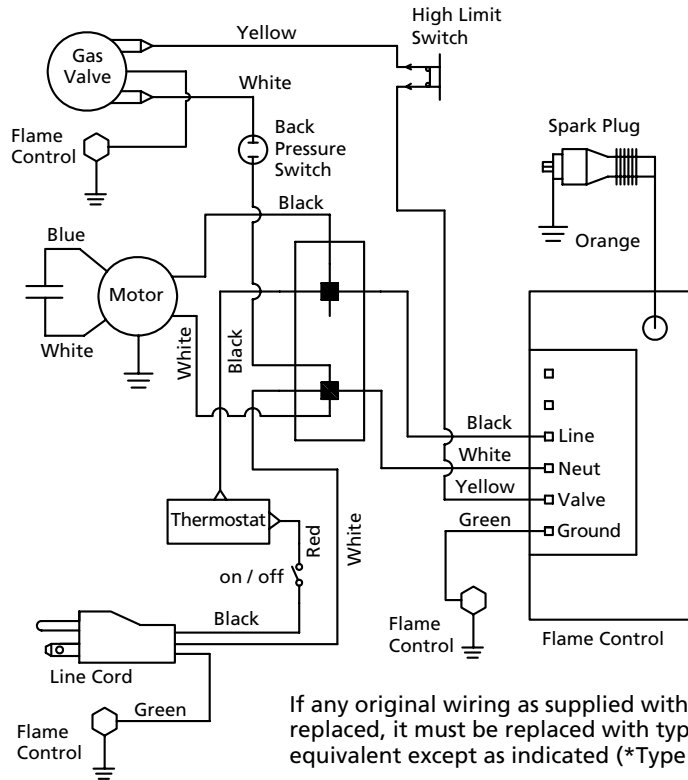 High Limit
Switch
Yellow
Gas
Valve
White
Flame
Control
Back
Pressure
Switch
Spark Plug
Black
Orange
Blue
Motor
White
White
Black
Black
Line
White
Neut
Yellow
Valve
Green
Ground
Thermostat
Red
White
on / off
Black
Flame
Control
Flame Control
Line Cord
Green
Flame
Control
If any original wiring as supplied with
replaced, it must be replaced with typ
equivalent except as indicated (*Type